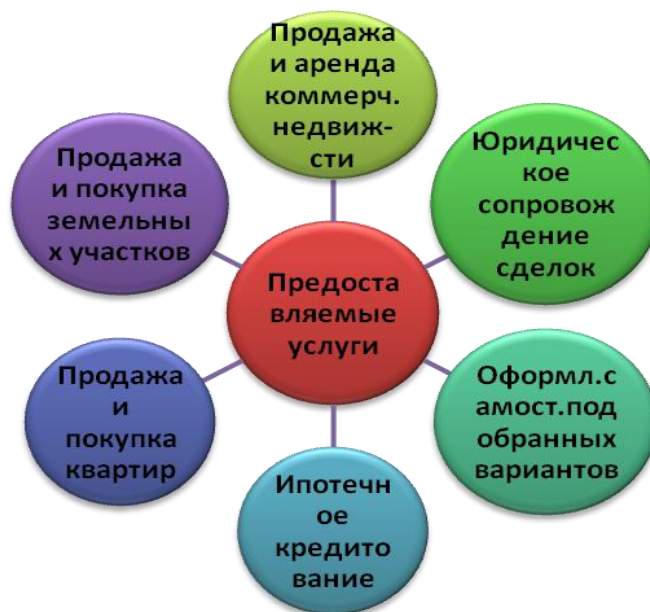 Продажа
и аренда
коммерч.
недвиж-
сти
Юридичес
кое
сопровож
дение
сделок
Оформл.с
амост.под
обранных
вариантов
Ипотечн
ое
кредито
вание
Продажа
и
покупка
квартир
Продажа
и покупка
земельны
х участков
Предоста
вляемые
услуги